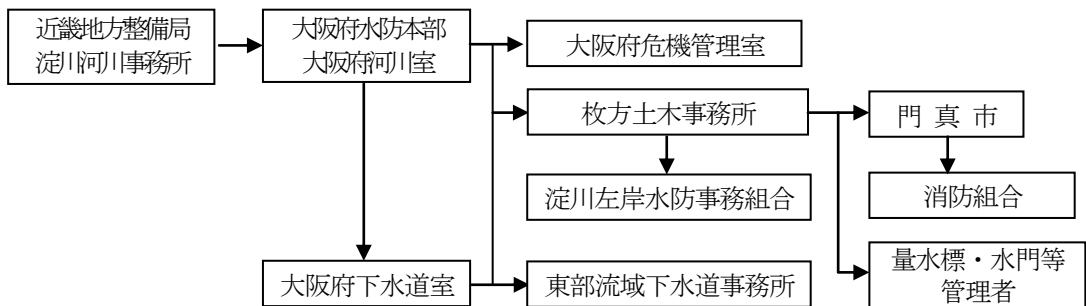 近畿地方整備局
淀川河川事務所
大阪府水防本部
大阪府河川室
大阪府危機管理室
枚方土木事務所
門 真 市
淀川左岸水防事務組合
消防組合
大阪府下水道室
東部流域下水道事務所
量水標・水門等
管理者